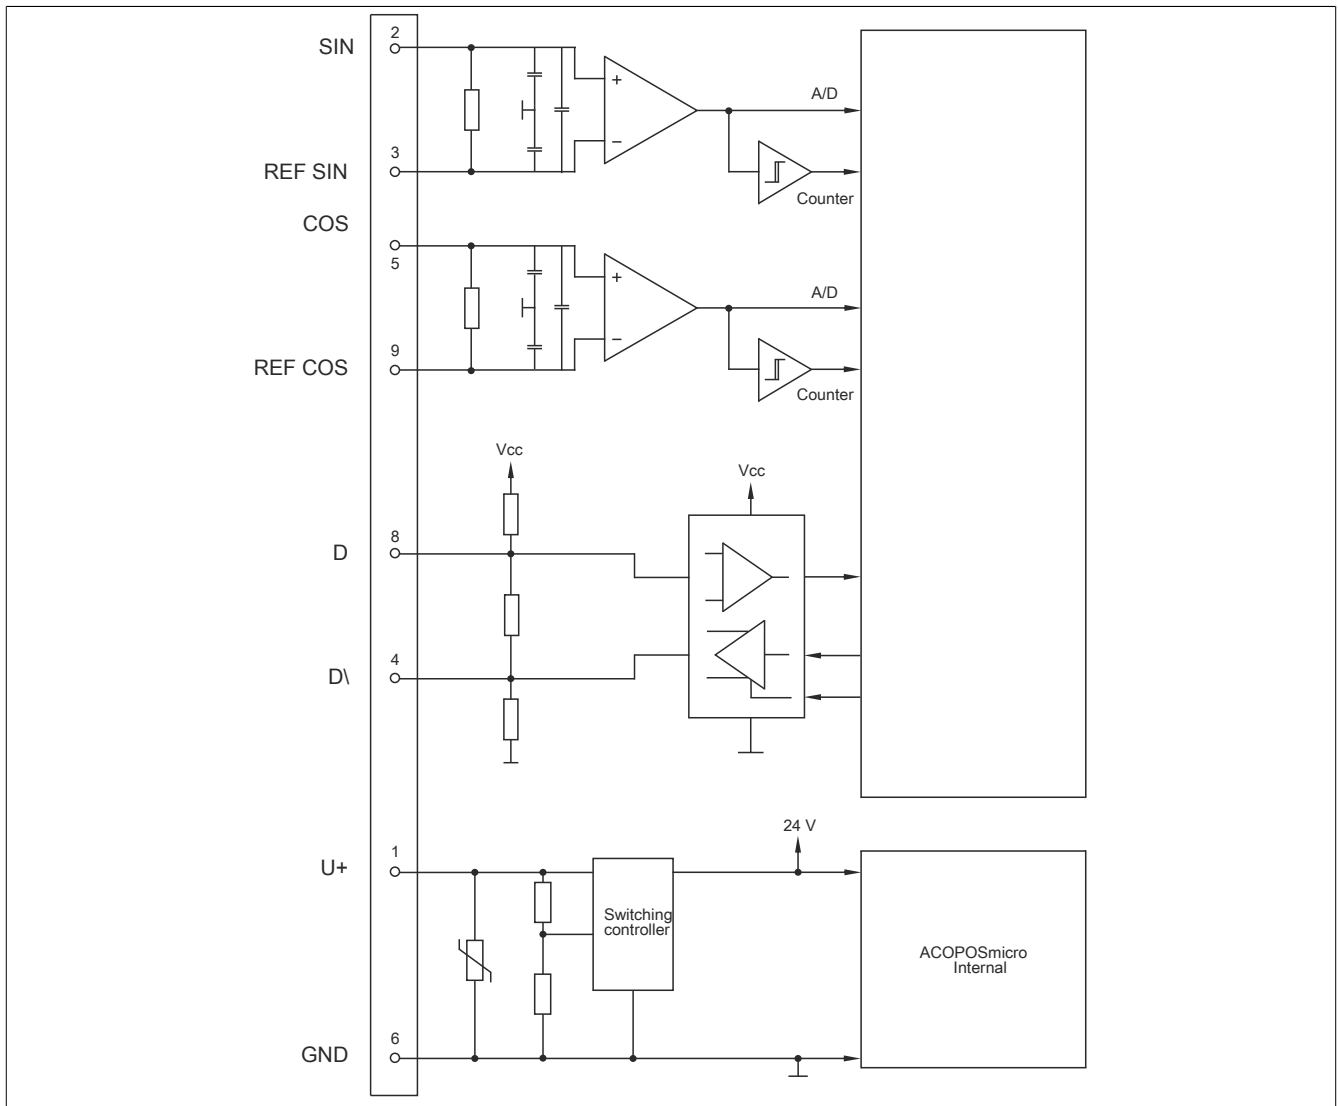 SIN
2
+
−
A/D
REF SIN
3
Counter
COS
5
+
−
A/D
REF COS
9
Counter
Vcc
Vcc
D
8
D\
4
24 V
U+
1
Switching
controller
ACOPOSmicro
Internal
GND
6